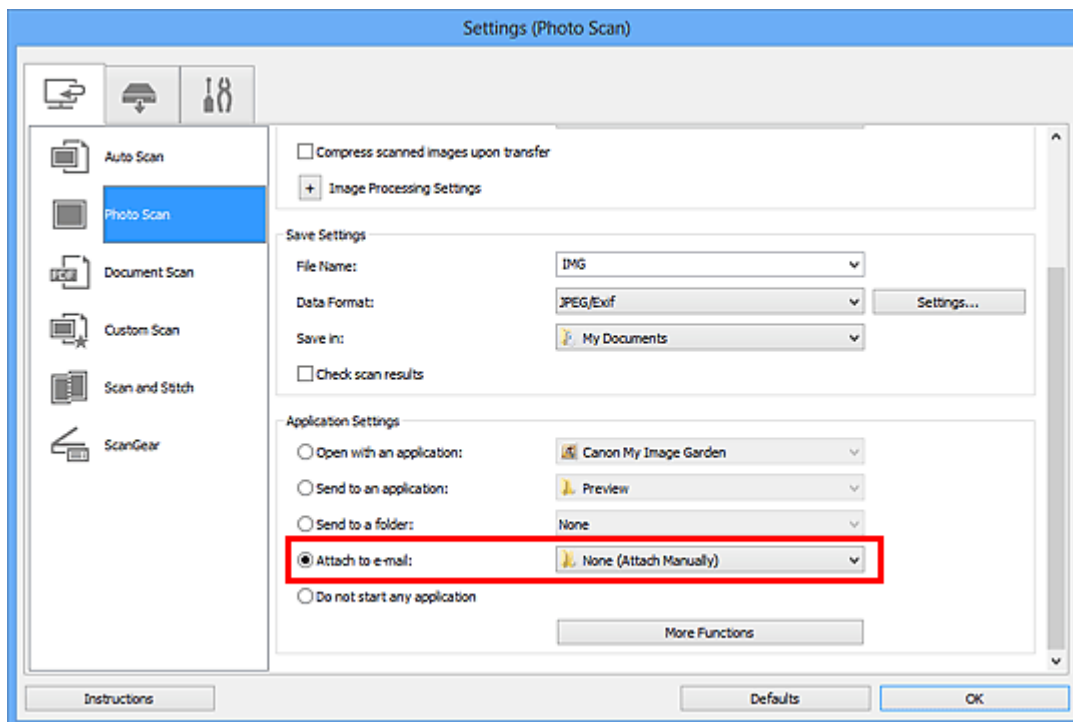 Settings (Photo Scan)
Auto Scan
Photo Scan
Document Scan
Custom Scan
Scan and Stitch
ScanGear
Compress scanned images upon transfer
+ Image Processing Settings
Save Settings
File Name: IMG
Data Format: JPEG/Exif Settings...
Save in: My Documents
Check scan results
Application Settings
Open with an application: Canon My Image Garden
Send to an application: Preview
Send to a folder: None
Attach to e-mail: None (Attach Manually)
Do not start any application
More Functions
Instructions Defaults OK